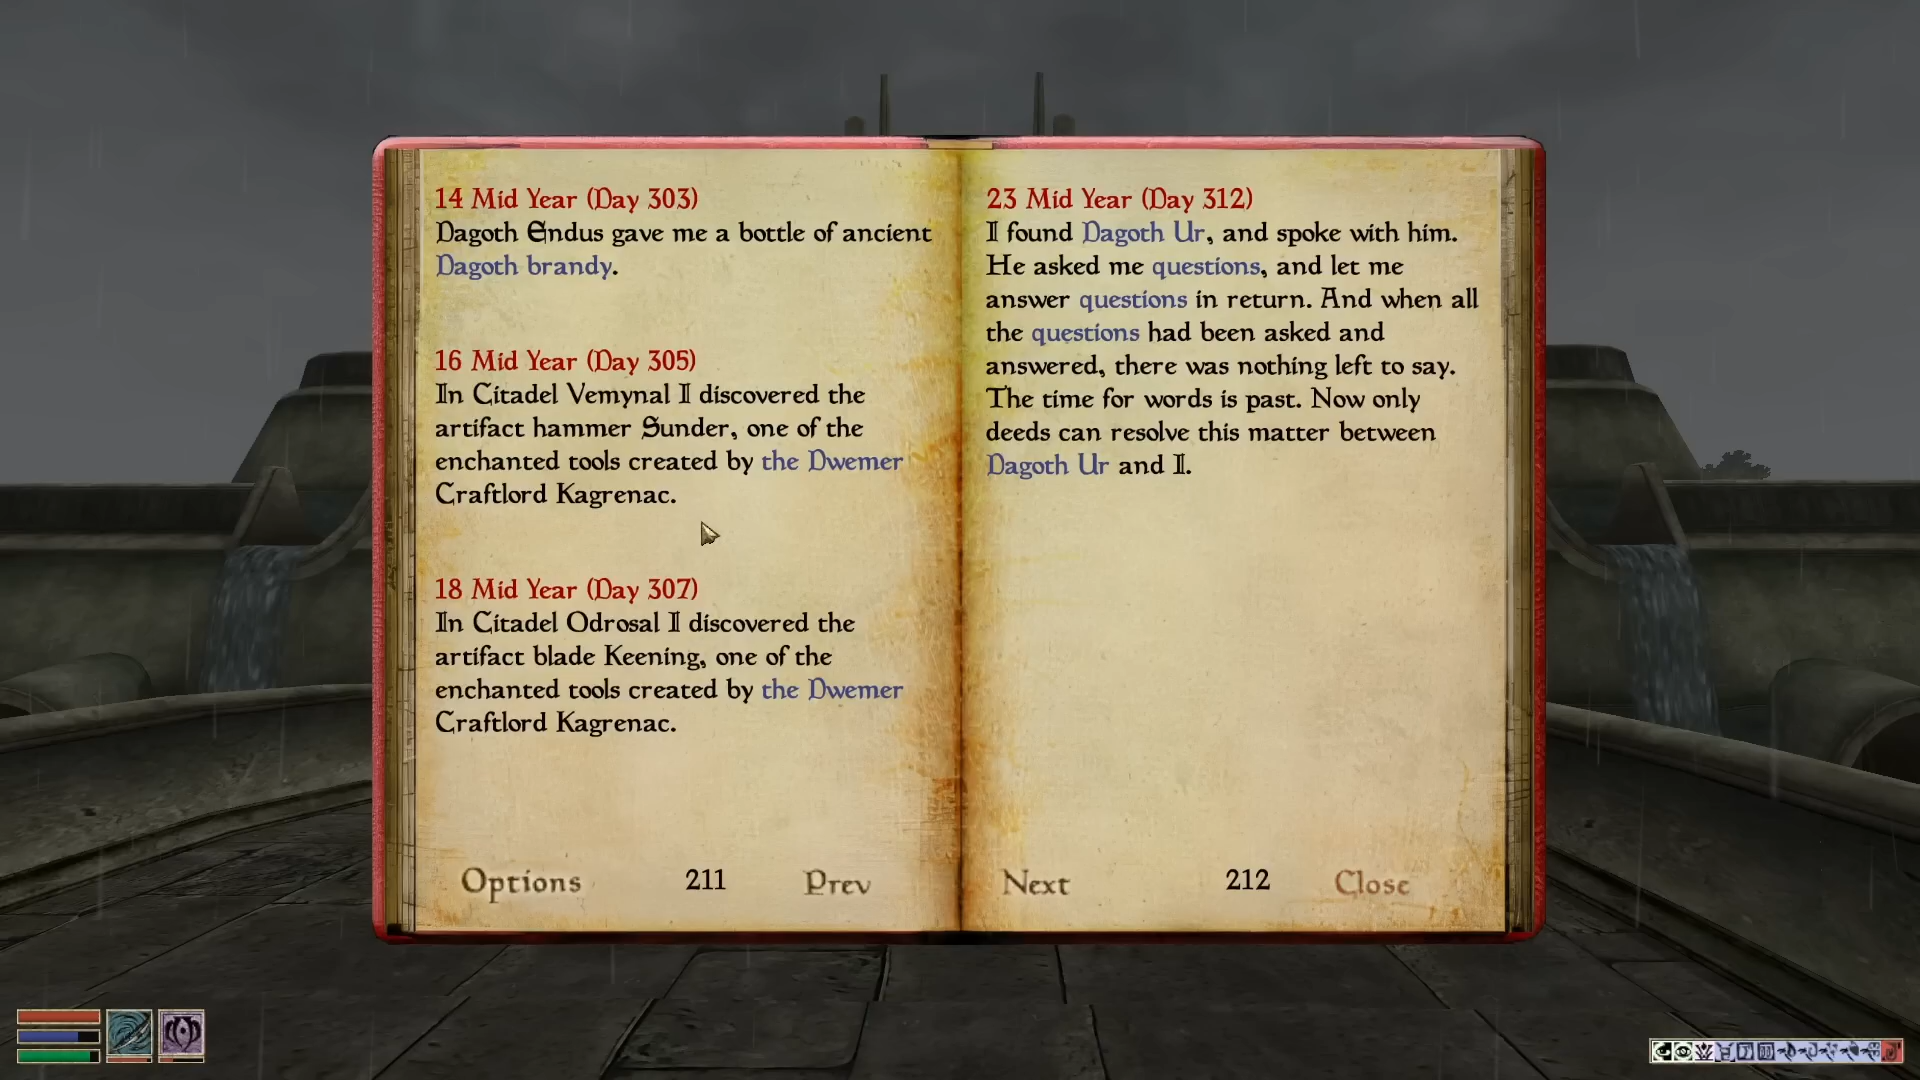 14 Mid Year (Day 303)
Dagoth Endus gave me a bottle of ancient
Dagoth brandy.
16 Mid Year (Day 305)
In Citadel Vemynal I discovered the
artifact hammer Sunder, one of the
enchanted tools created by the Dwemer
Craftlord Kagrenac.
18 Mid Year (Day 307)
In Citadel Odrosal I discovered the
artifact blade Keening, one of the
enchanted tools created by the Dwemer
Craftlord Kagrenac.
Options
211
Prev
23 Mid Year (Day 312)
I found Dagoth Ur, and spoke with him.
He asked me questions, and let me
answer questions in return. And when all
the questions had been asked and
answered, there was nothing left to say.
The time for words is past. Now only
deeds can resolve this matter between
Dagoth Ur and I.
Next
212
Close